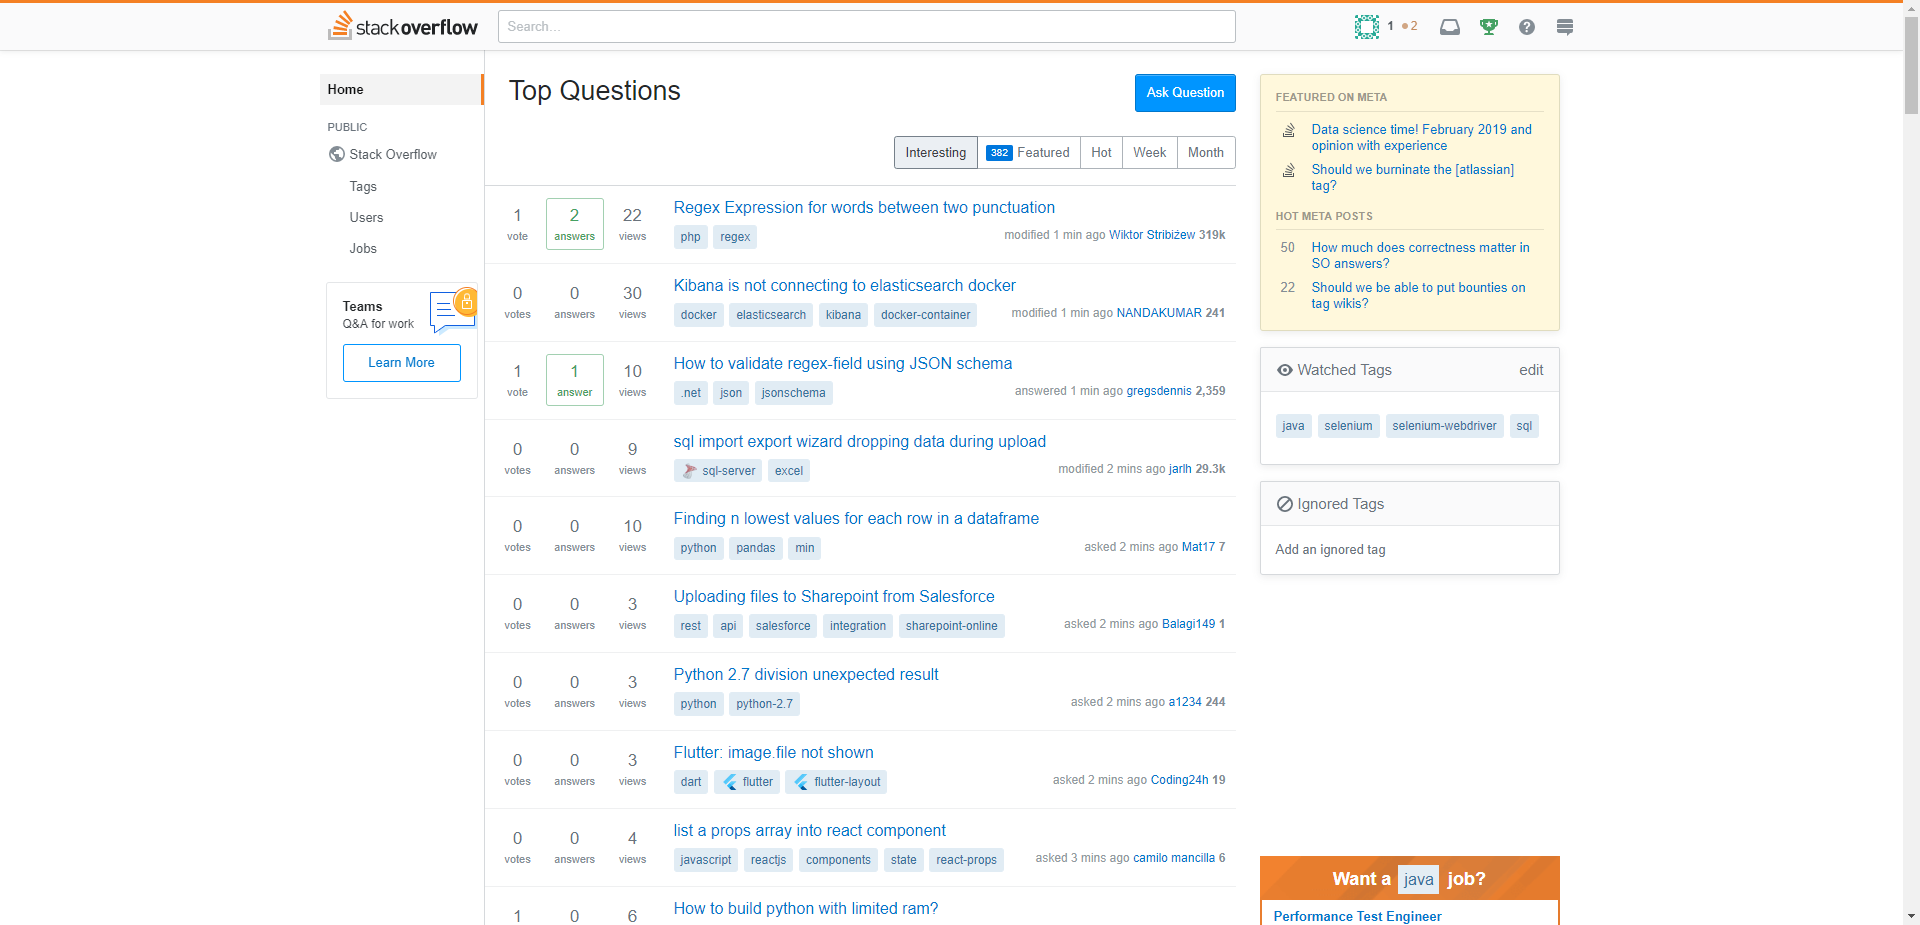 stackoverflow
Search...
1 2
Home
PUBLIC
Stack Overflow
Tags
Users
Jobs
Teams
Q&A for work
Learn More
Top Questions
Ask Question
Interesting
382 Featured
Hot
Week
Month
1 vote
2 answers
22 views
Regex Expression for words between two punctuation
php regex
modified 1 min ago Wiktor Stribiżew 319k
0 votes
0 answers
30 views
Kibana is not connecting to elasticsearch docker
docker elasticsearch kibana docker-container
modified 1 min ago NANDAKUMAR 241
1 vote
1 answer
10 views
How to validate regex-field using JSON schema
.net json jsonschema
answered 1 min ago gregsdennis 2,359
0 votes
0 answers
9 views
sql import export wizard dropping data during upload
sql-server excel
modified 2 mins ago jarlh 29.3k
0 votes
0 answers
10 views
Finding n lowest values for each row in a dataframe
python pandas min
asked 2 mins ago Mat17 7
0 votes
0 answers
3 views
Uploading files to Sharepoint from Salesforce
rest api salesforce integration sharepoint-online
asked 2 mins ago Balagi149 1
0 votes
0 answers
3 views
Python 2.7 division unexpected result
python python-2.7
asked 2 mins ago a1234 244
0 votes
0 answers
3 views
Flutter: image.file not shown
dart flutter flutter-layout
asked 2 mins ago Coding24h 19
0 votes
0 answers
4 views
list a props array into react component
javascript reactjs components state react-props
asked 3 mins ago camilo mancilla 6
1
0
6
How to build python with limited ram?
FEATURED ON META
Data science time! February 2019 and
opinion with experience
Should we burninate the [atlassian]
tag?
HOT META POSTS
50 How much does correctness matter in
SO answers?
22 Should we be able to put bounties on
tag wikis?
Watched Tags edit
java selenium selenium-webdriver sql
Ignored Tags
Add an ignored tag
Want a java job?
Performance Test Engineer